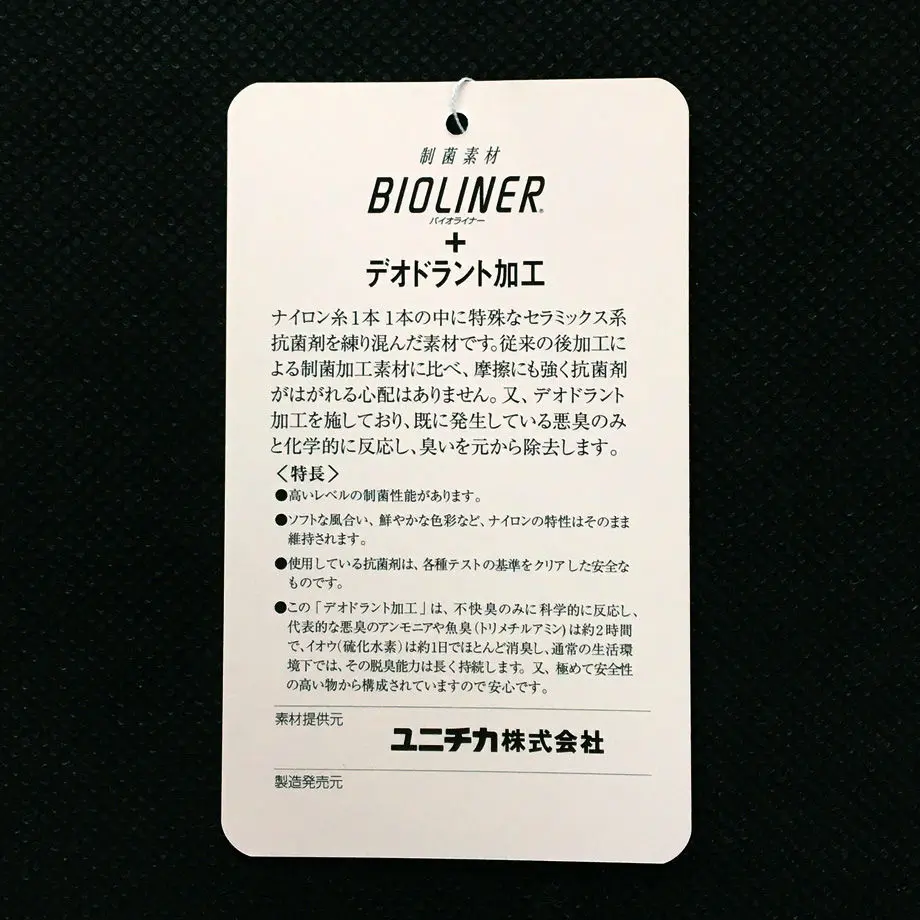 制菌素材
BIOLINER®
バイオライナー
+
デオドラント加工
ナイロン糸1本1本の中に特殊なセラミックス系
抗菌剤を練り混んだ素材です。従来の後加工に
よる制菌加工素材に比べ、摩擦にも強く抗菌剤
がはがれる心配はありません。又、デオドラント
加工を施しており、既に発生している悪臭のみ
と化学的に反応し、臭いを元から除去します。
〈特長〉
●高いレベルの制菌性能があります。
●ソフトな風合い、鮮やかな色彩など、ナイロンの特性はそのまま
維持されます。
●使用している抗菌剤は、各種テストの基準をクリアした安全な
ものです。
●この「デオドラント加工」は、不快臭のみに科学的に反応し、
代表的な悪臭のアンモニアや魚臭(トリメチルアミン)は約2時間
で、イオウ(硫化水素)は約1日でほとんど消臭し、通常の生活環
境下では、その脱臭能力は長く持続します。又、極めて安全性
の高い物から構成されていますので安心です。
素材提供元
ユニチカ株式会社
製造発売元